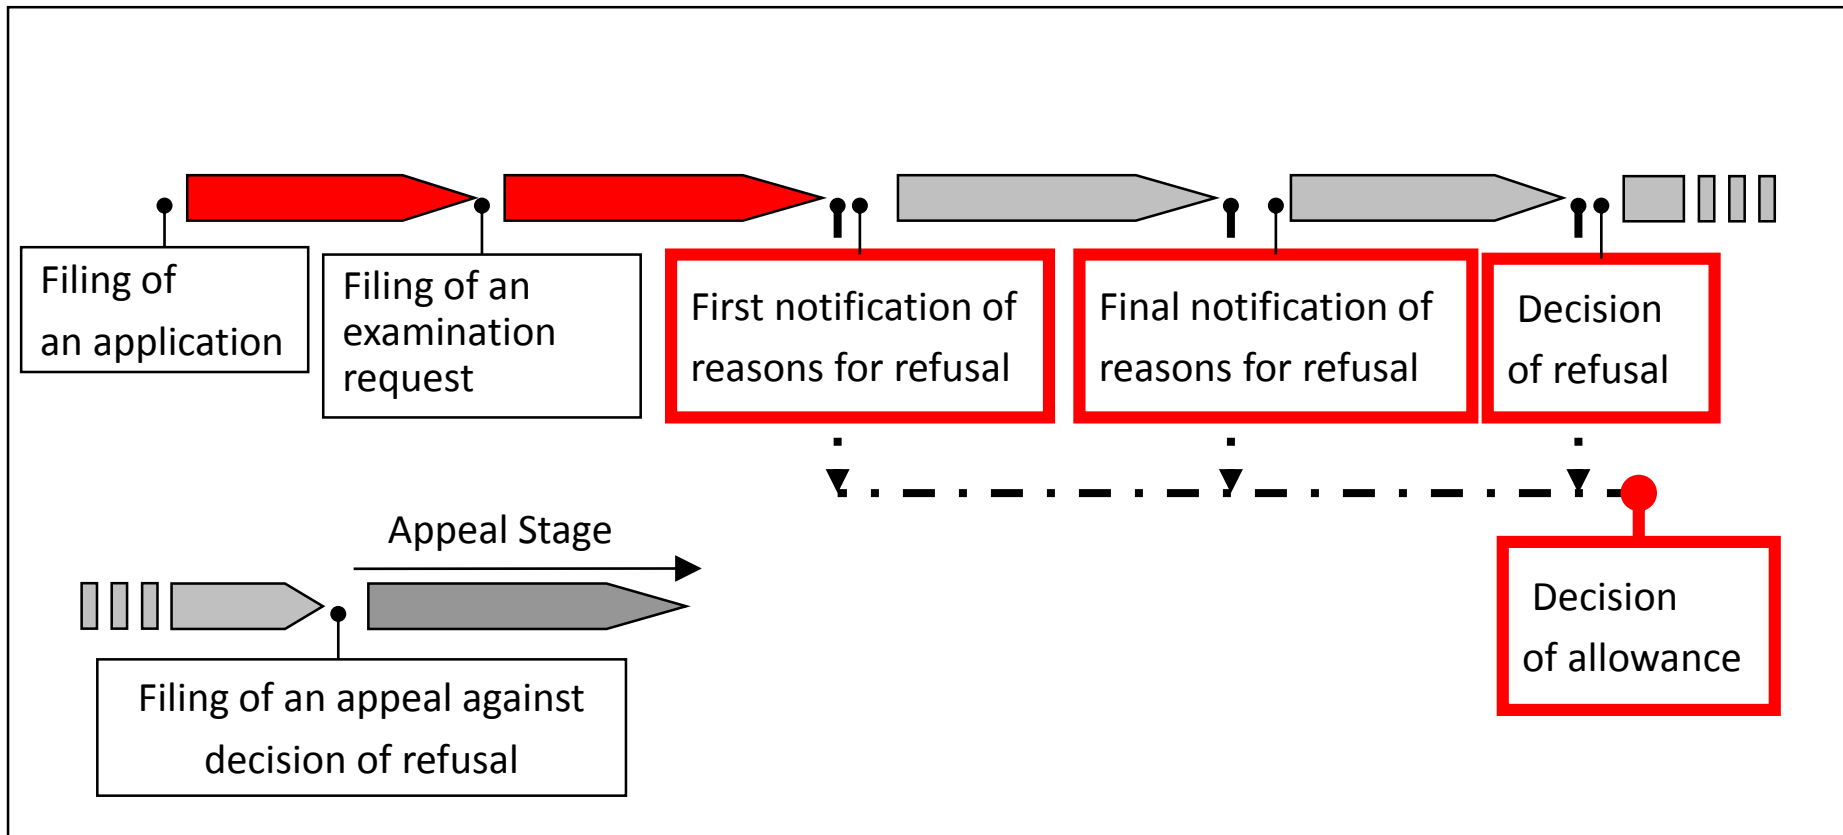 Filing of
an application
Filing of an
examination
request
First notification of
reasons for refusal
Final notification of
reasons for refusal
Decision
of refusal
Appeal Stage
Decision
of allowance
Filing of an appeal against
decision of refusal